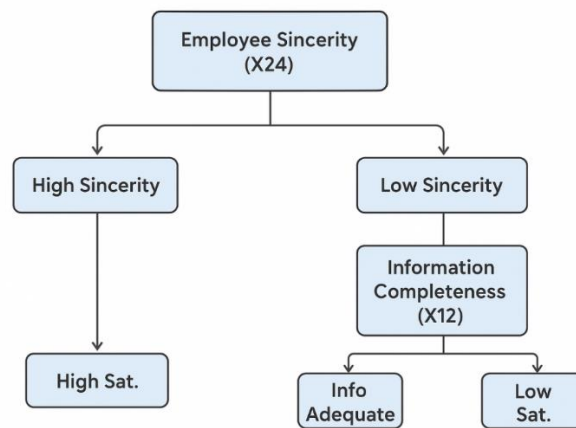 Employee Sincerity
(X24)
High Sincerity
Low Sincerity
Information
Completeness
(X12)
High Sat.
Info
Adequate
Low
Sat.